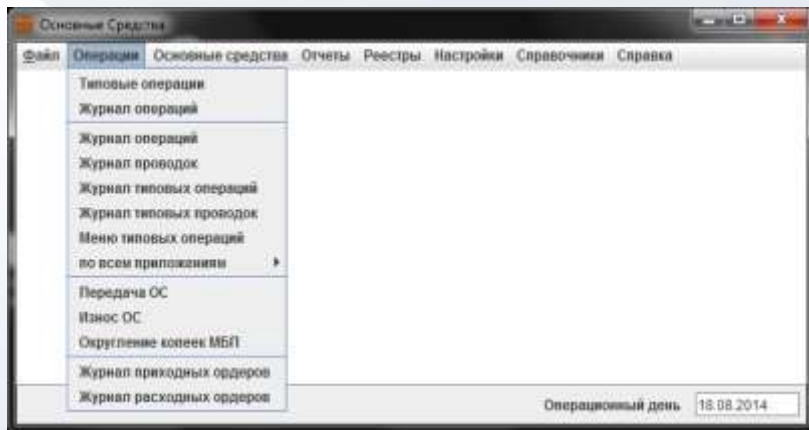 Основные Средства
Файл Операции Основные средства Отчеты Реестры Настройки Справочники Справка
Типовые операции
Журнал операций
Журнал операций
Журнал проводок
Журнал типовых операций
Журнал типовых проводок
Меню типовых операций
по всем приложениям
Передача ОС
Износ ОС
Округление копеек МБП
Журнал приходных ордеров
Журнал расходных ордеров
Операционный день 18.08.2014